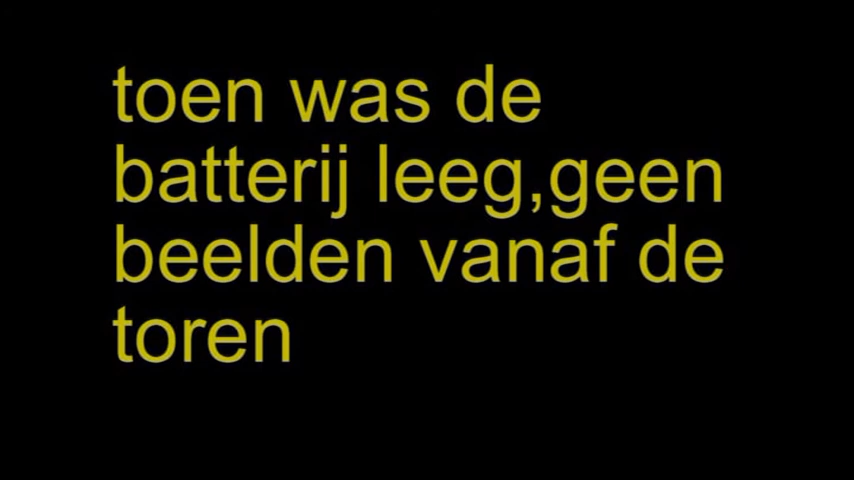 toen was de
batterij leeg,geen
beelden vanaf de
toren